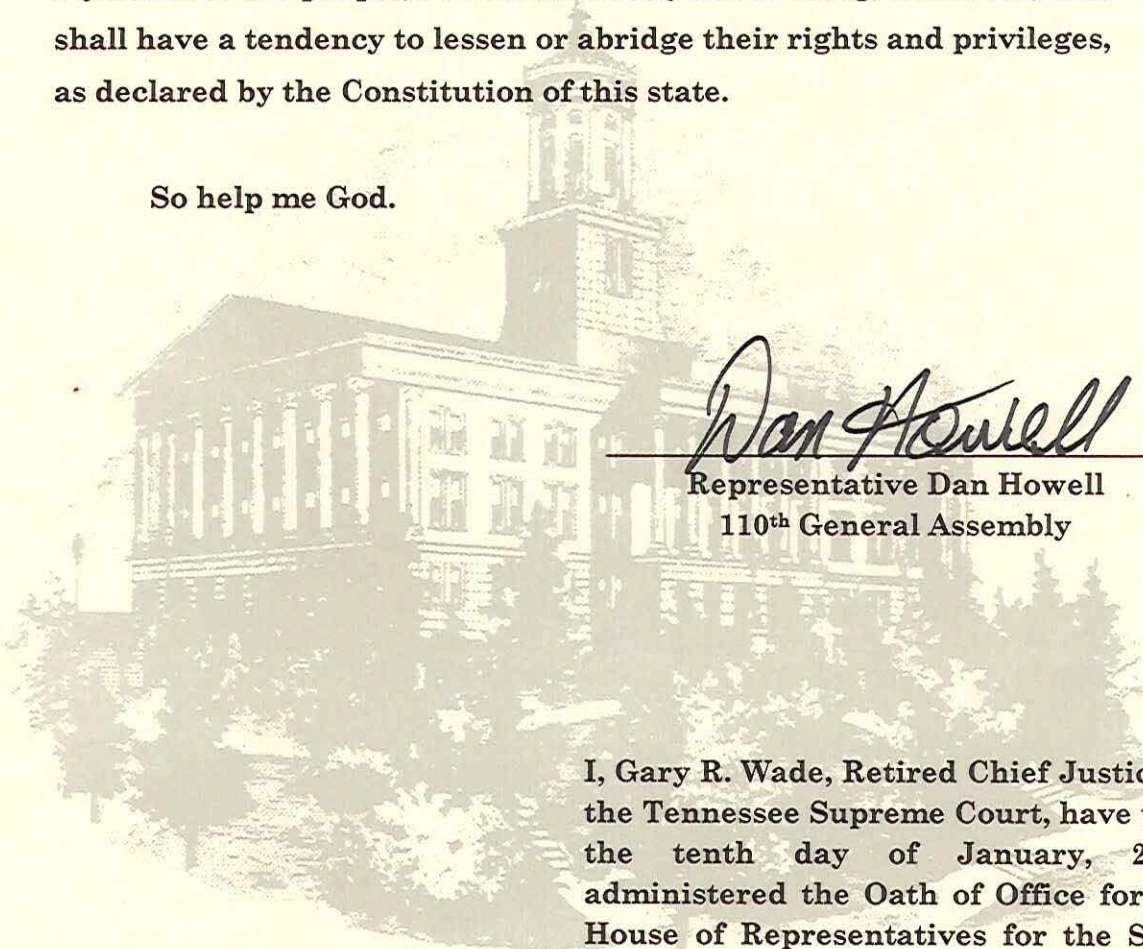 shall have a tendency to lessen or abridge their rights and privileges,
as declared by the Constitution of this state.
So help me God.
Dan Howell
Representative Dan Howell
110th General Assembly
I, Gary R. Wade, Retired Chief Justic
the Tennessee Supreme Court, have
the tenth day of January, 2
administered the Oath of Office for
House of Representatives for the S